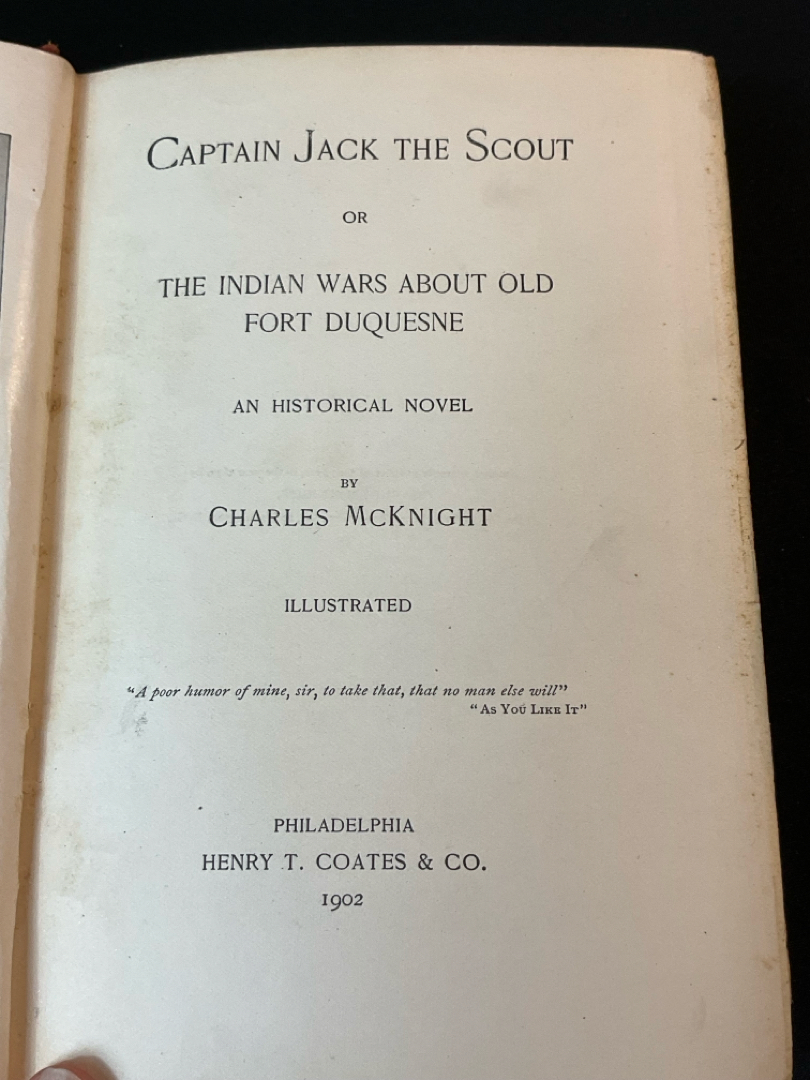 CAPTAIN JACK THE SCOUT
OR
THE INDIAN WARS ABOUT OLD
FORT DUQUESNE
AN HISTORICAL NOVEL
BY
CHARLES MCKNIGHT
ILLUSTRATED
"A poor humor of mine, sir, to take that, that no man else will"
"AS YOU LIKE IT"
PHILADELPHIA
HENRY T. COATES & CO.
1902